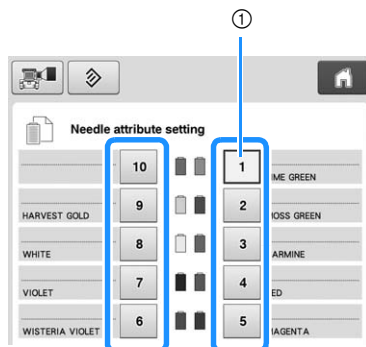 ①
Needle attribute setting
10 1 IME GREEN
HARVEST GOLD 9 2 OSS GREEN
WHITE 8 3 ARMINE
VIOLET 7 4 ED
WISTERIA VIOLET 6 5 AGENTA